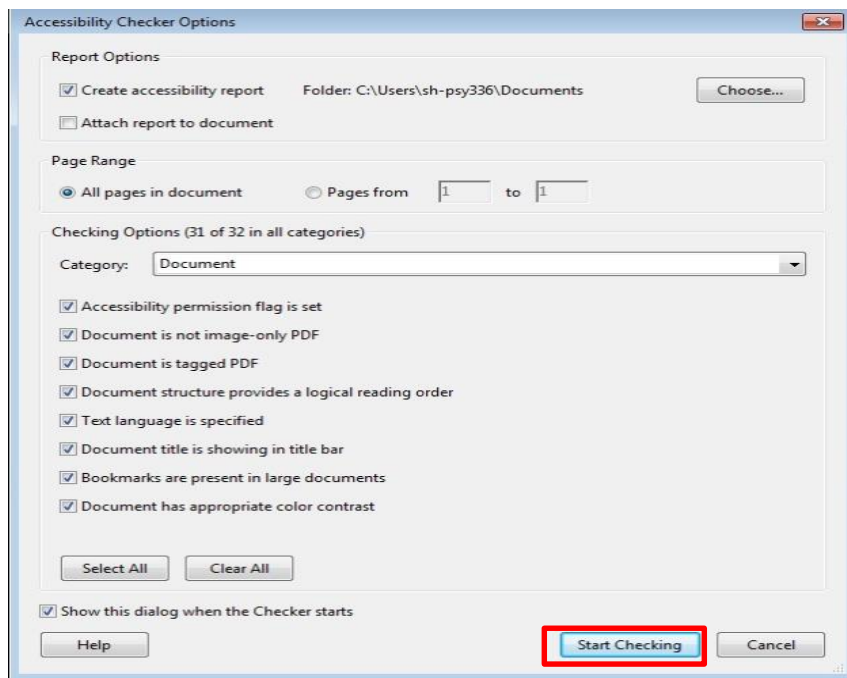 Accessibility Checker Options
Report Options
Create accessibility report Folder: C:\Users\sh-psy336\Documents Choose...
Attach report to document
Page Range
All pages in document Pages from 1 to 1
Checking Options (31 of 32 in all categories)
Category: Document
Accessibility permission flag is set
Document is not image-only PDF
Document is tagged PDF
Document structure provides a logical reading order
Text language is specified
Document title is showing in title bar
Bookmarks are present in large documents
Document has appropriate color contrast
Select All Clear All
Show this dialog when the Checker starts
Help Start Checking Cancel